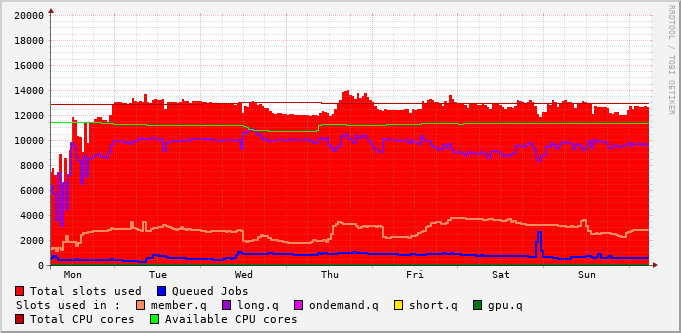 20000
18000
16000
14000
12000
10000
8000
6000
4000
2000
0
Mon Tue Wed Thu Fri Sat Sun
RRDTOOL / TOBI OETIKER
Total slots used Queued Jobs
Slots used in : member.q long.q ondemand.q short.q gpu.q
Total CPU cores Available CPU cores